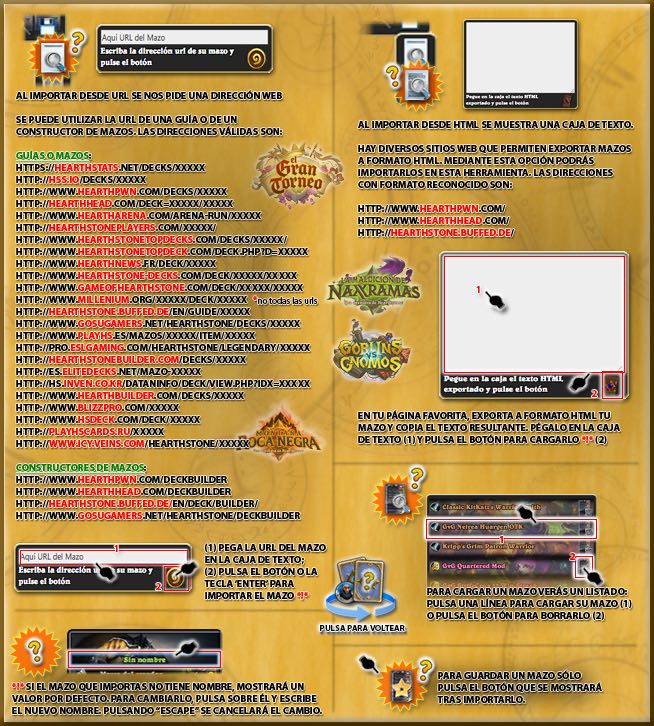 Aquí URL del Mazo
Escriba la dirección url de su mazo y
pulse el botón
AL IMPORTAR DESDE URL SE NOS PIDE UNA DIRECCIÓN WEB
SE PUEDE UTILIZAR LA URL DE UNA GUÍA O DE UN
CONSTRUCTOR DE MAZOS. LAS DIRECCIONES VÁLIDAS SON:
GUÍAS O MAZOS:
HTTPS://HEARTHSTATS.NET/DECKS/XXXXX
HTTP://HSS.IO/DECKS/XXXXX
HTTP://WWW.HEARTHPWN.COM/DECKS/XXXXX
HTTP://HEARTHHEAD.COM/DECK=XXXXX/XXXXX
HTTP://WWW.HEARTHARENA.COM/ARENA-RUN/XXXXX
HTTP://HEARTHSTONEPLAYERS.COM/XXXXX/
HTTP://HEARTHSTONETOPDECKS.COM/DECKS/XXXXX/
HTTP://WWW.HEARTHSTONETOPDECK.COM/DECK.PHP?D=XXXXX
HTTP://WWW.HEARTHNEWS.FR/DECK/XXXXX
HTTP://WWW.HEARTHSTONE-DECKS.COM/DECK/XXXXX/XXXXX
HTTP://WWW.GAMEOFHEARTHSTONE.COM/DECK/XXXXX/XXXXX
HTTP://WWW.MILLENIUM.ORG/XXXXX/DECK/XXXXX *no todas las urls
HTTP://HEARTHSTONE.BUFFED.DE/EN/GUIDE/XXXXX
HTTP://WWW.GOSUGAMERS.NET/HEARTHSTONE/DECKS/XXXXX
HTTP://WWW.PLAYHS.ES/MAZOS/XXXXX/ITEM/XXXXX
HTTP://PRO.ESLGAMING.COM/HEARTHSTONE/LEGENDARY/XXXXX
HTTP://HEARTHSTONEBUILDER.COM/DECKS/XXXXX
HTTP://ES.ELITEDECKS.NET/MAZO-XXXXX
HTTP://HS.INVEN.CO.KR/DATANINFO/DECK/VIEW.PHP?IDX=XXXXX
HTTP://WWW.HEARTHBUILDER.COM/DECKS/XXXXX
HTTP://WWW.BLIZZPRO.COM/XXXXX
HTTP://WWW.HSDECK.COM/DECK/XXXXX
HTTP://PLAYHSCARDS.RU/XXXXX
HTTP://WWW.ICY-VEINS.COM/HEARTHSTONE/XXXXX
CONSTRUCTORES DE MAZOS:
HTTP://WWW.HEARTHPWN.COM/DECKBUILDER
HTTP://WWW.HEARTHHEAD.COM/DECKBUILDER
HTTP://HEARTHSTONE.BUFFED.DE/EN/DECK/BUILDER/
HTTP://WWW.GOSUGAMERS.NET/HEARTHSTONE/DECKBUILDER
el
Gran
Torneo
LA MALDICIÓN DE
NAXXRAMAS
GOBLINS
VS
GNOMOS
ROCA NEGRA
Aquí URL del Mazo
1
Escriba la dirección url de su mazo y
pulse el botón
2
(1) PEGA LA URL DEL MAZO
EN LA CAJA DE TEXTO;
(2) PULSA EL BOTÓN O LA
TECLA 'ENTER' PARA
IMPORTAR EL MAZO *!*
PULSA PARA VOLTEAR
Sin nombre
*!* SI EL MAZO QUE IMPORTAS NO TIENE NOMBRE, MOSTRARÁ UN
VALOR POR DEFECTO. PARA CAMBIARLO, PULSA SOBRE ÉL Y ESCRIBE
EL NUEVO NOMBRE. PULSANDO "ESCAPE" SE CANCELARÁ EL CAMBIO.
Pegue en la caja el texto HTML
exportado y pulse el botón
AL IMPORTAR DESDE HTML SE MUESTRA UNA CAJA DE TEXTO.
HAY DIVERSOS SITIOS WEB QUE PERMITEN EXPORTAR MAZOS
A FORMATO HTML. MEDIANTE ESTA OPCIÓN PODRÁS
IMPORTARLOS EN ESTA HERRAMIENTA. LAS DIRECCIONES
CON FORMATO RECONOCIDO SON:
HTTP://WWW.HEARTHPWN.COM/
HTTP://WWW.HEARTHHEAD.COM/
HTTP://HEARTHSTONE.BUFFED.DE/
1
Pegue en la caja el texto HTML
exportado y pulse el botón
2
EN TU PÁGINA FAVORITA, EXPORTA A FORMATO HTML TU
MAZO Y COPIA EL TEXTO RESULTANTE. PÉGALO EN LA CAJA
DE TEXTO (1) Y PULSA EL BOTÓN PARA CARGARLO *!* (2)
Classic KitKatz's Warrior
GvG Neirea Huargen OTK
1
Kripp's Grim Patron Warrior
2
GvG Quartered Mod
PARA CARGAR UN MAZO VERÁS UN LISTADO:
PULSA UNA LÍNEA PARA CARGAR SU MAZO (1)
O PULSA EL BOTÓN PARA BORRARLO (2)
PARA GUARDAR UN MAZO SÓLO
PULSA EL BOTÓN QUE SE MOSTRARÁ
TRAS IMPORTARLO.